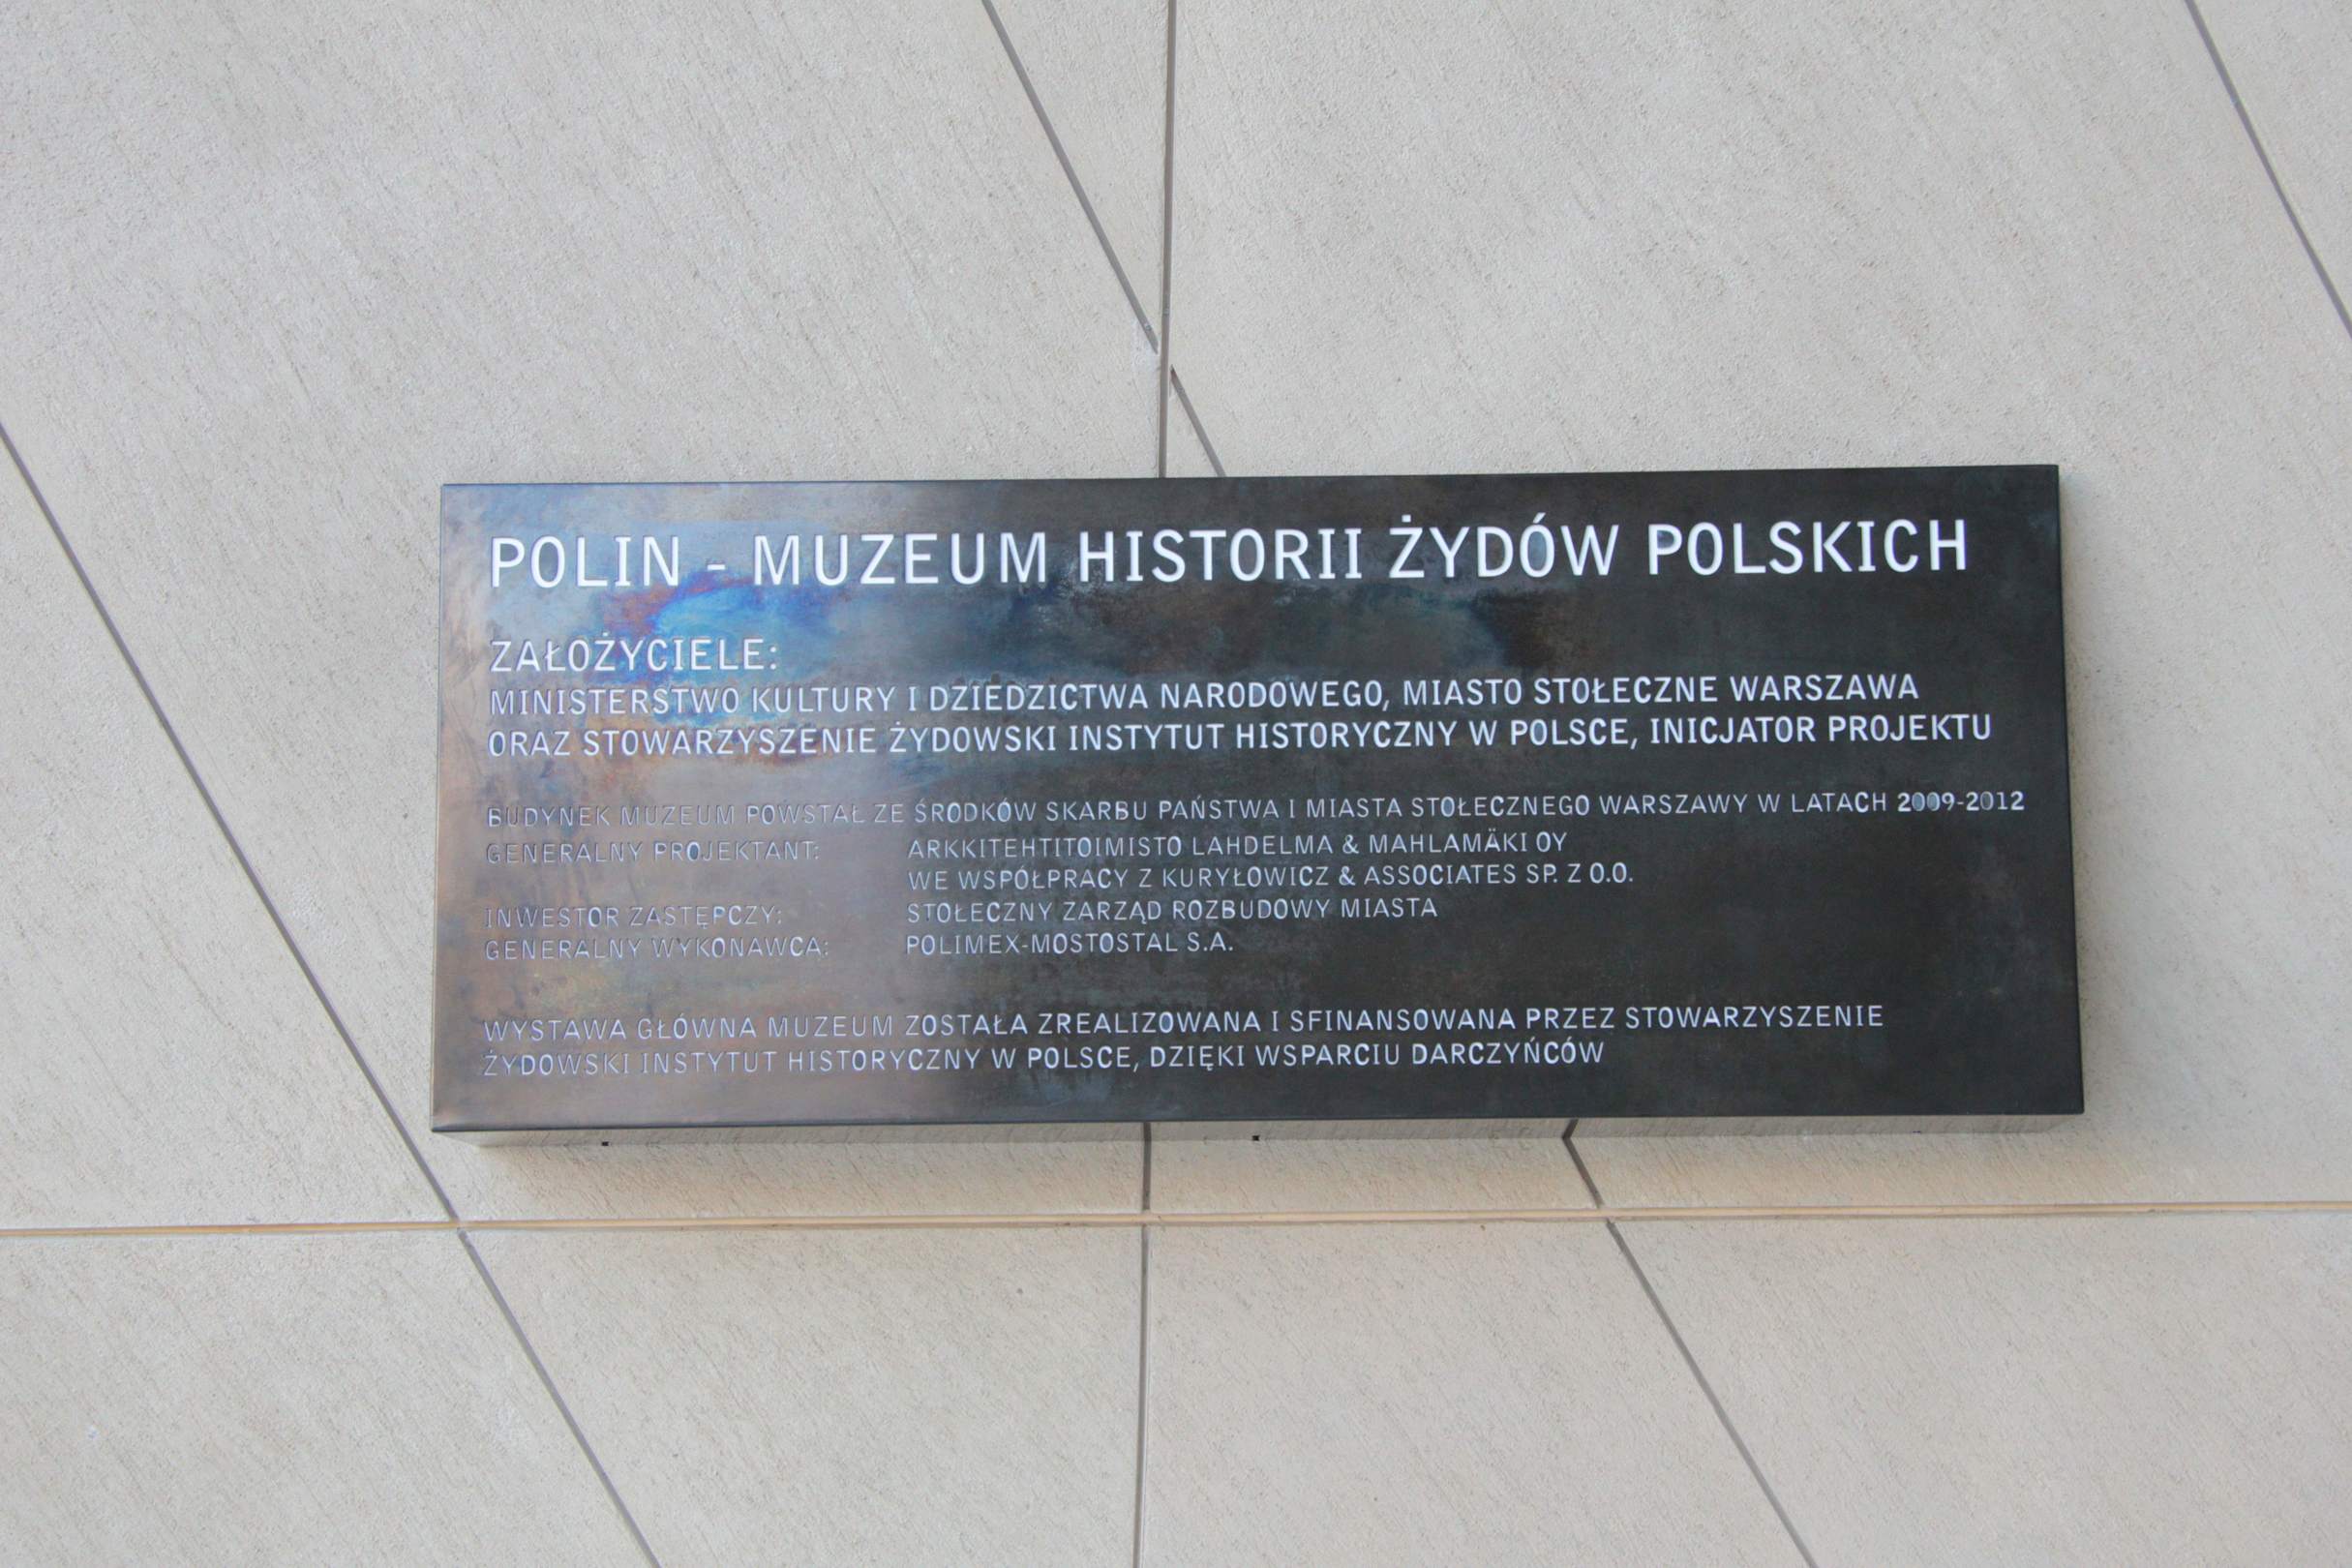 POLIN - MUZEUM HISTORII ŻYDÓW POLSKICH
ZAŁOŻYCIELE:
MINISTERSTWO KULTURY I DZIEDZICTWA NARODOWEGO, MIASTO STOŁECZNE WARSZAWA
ORAZ STOWARZYSZENIE ŻYDOWSKI INSTYTUT HISTORYCZNY W POLSCE, INICJATOR PROJEKTU
BUDYNEK MUZEUM POWSTAŁ ZE ŚRODKÓW SKARBU PAŃSTWA I MIASTA STOŁECZNEGO WARSZAWY W LATACH 2009-2012
GENERALNY PROJEKTANT: ARKKITEHTITOIMISTO LAHDELMA & MAHLAMÄKI OY
WE WSPÓŁPRACY Z KURYŁOWICZ & ASSOCIATES SP. Z O.O.
INWESTOR ZASTĘPCZY: STOŁECZNY ZARZĄD ROZBUDOWY MIASTA
GENERALNY WYKONAWCA: POLIMEX-MOSTOSTAL S.A.
WYSTAWA GŁÓWNA MUZEUM ZOSTAŁA ZREALIZOWANA I SFINANSOWANA PRZEZ STOWARZYSZENIE
ŻYDOWSKI INSTYTUT HISTORYCZNY W POLSCE, DZIĘKI WSPARCIU DARCZYŃCÓW